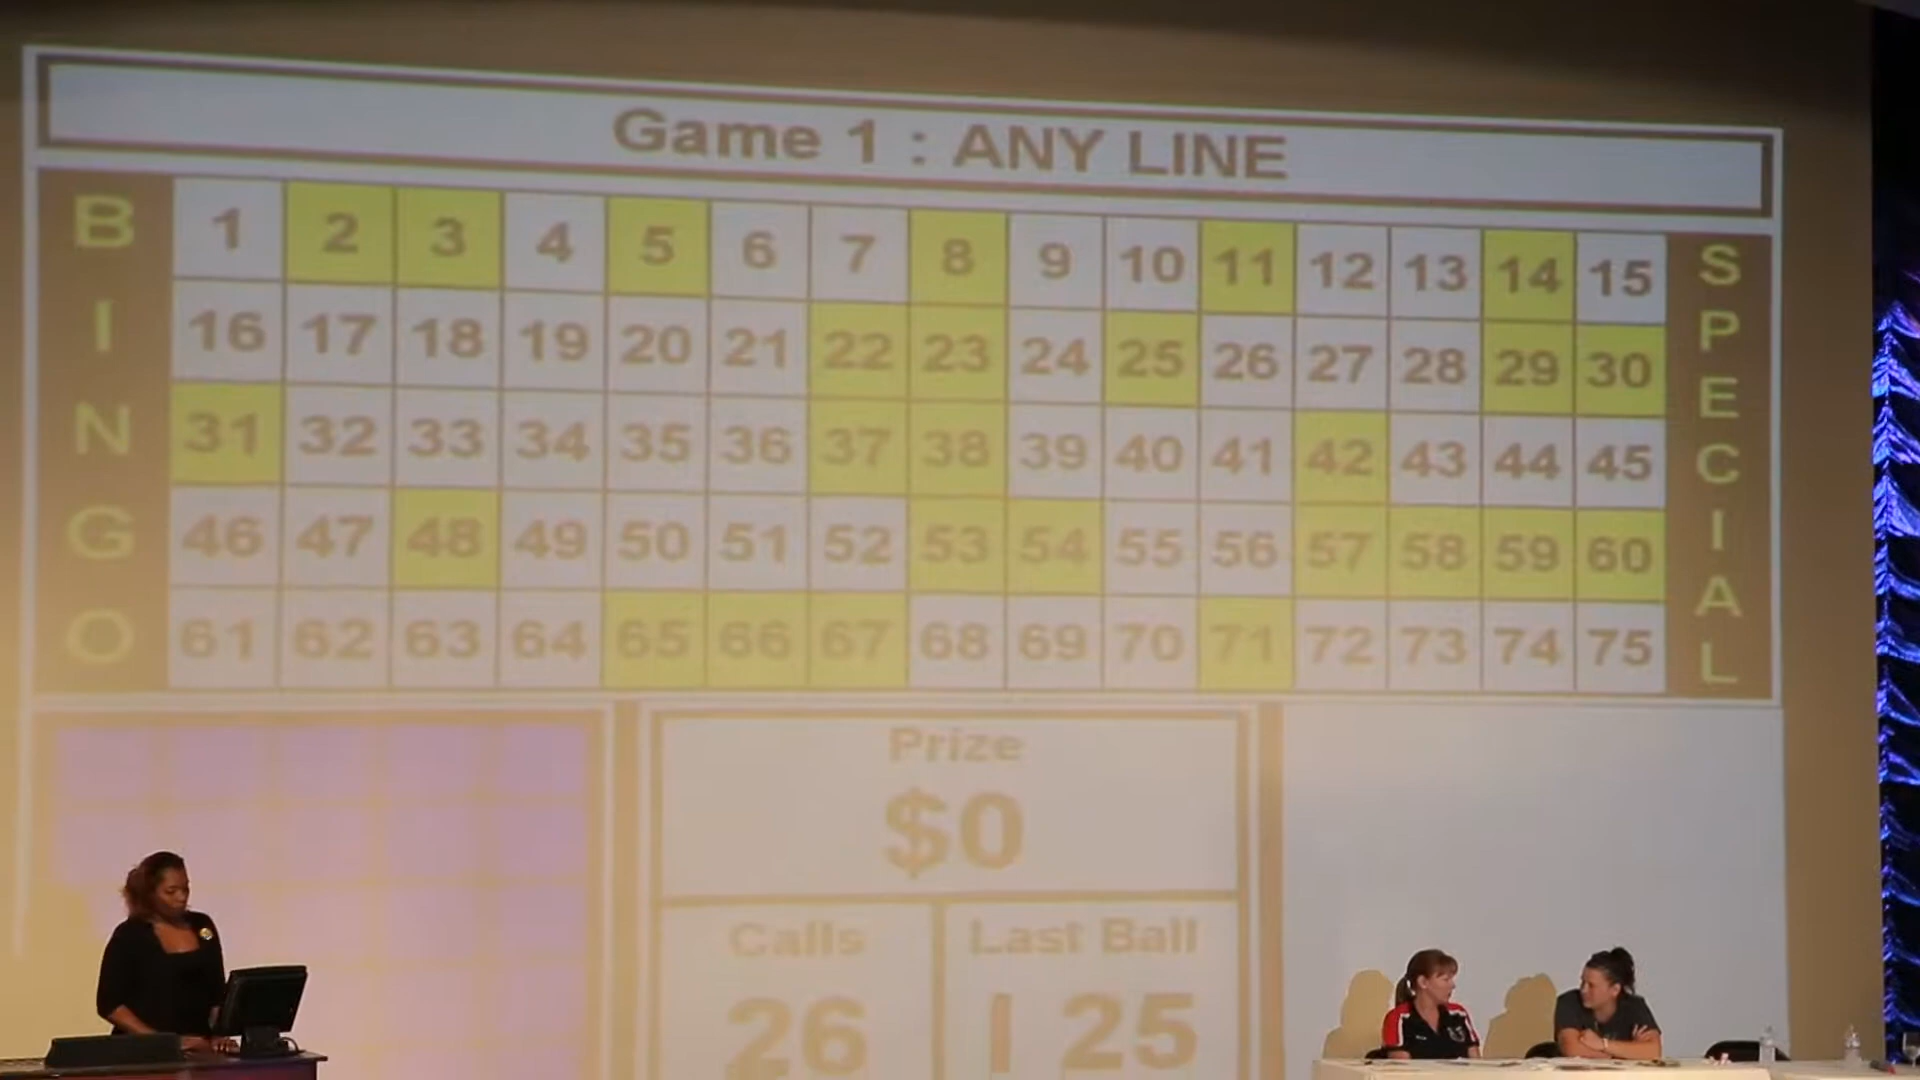 Game 1 : ANY LINE
B 1 2 3 4 5 6 7 8 9 10 11 12 13 14 15
I 16 17 18 19 20 21 22 23 24 25 26 27 28 29 30
N 31 32 33 34 35 36 37 38 39 40 41 42 43 44 45
G 46 47 48 49 50 51 52 53 54 55 56 57 58 59 60
O 61 62 63 64 65 66 67 68 69 70 71 72 73 74 75
SPECIAL
Prize
$0
Calls Last Ball
26 I 25